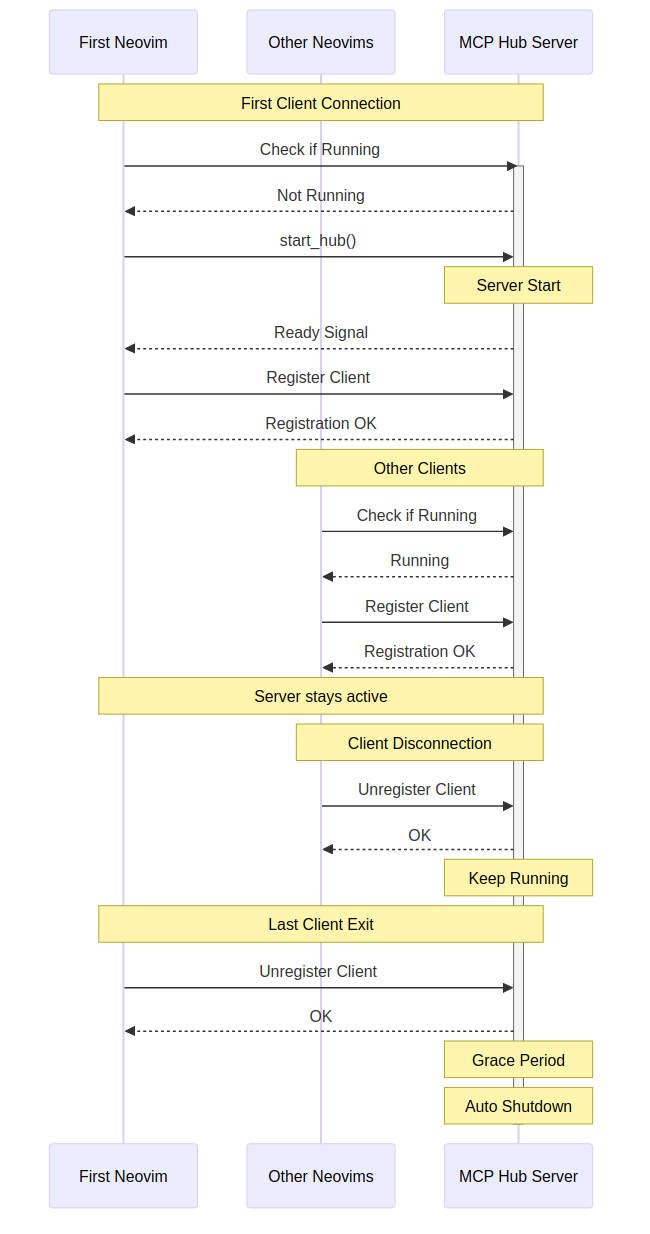 First Neovim
Other Neovims
MCP Hub Server
First Client Connection
Check if Running
Not Running
start_hub()
Server Start
Ready Signal
Register Client
Registration OK
Other Clients
Check if Running
Running
Register Client
Registration OK
Server stays active
Client Disconnection
Unregister Client
OK
Keep Running
Last Client Exit
Unregister Client
OK
Grace Period
Auto Shutdown
First Neovim
Other Neovims
MCP Hub Server